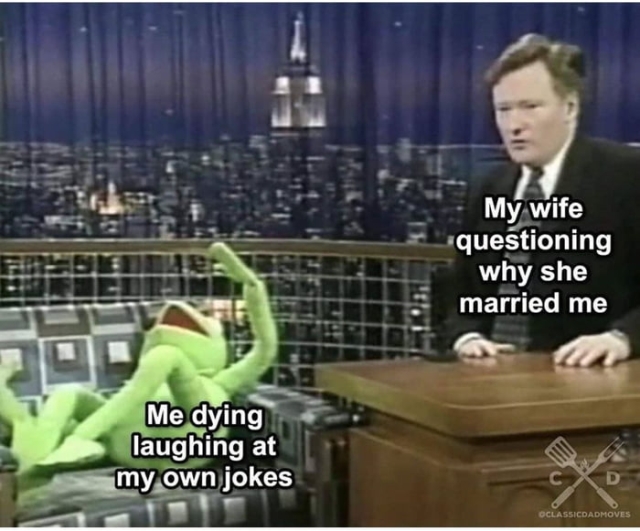 My wife
questioning
why she
married me
Me dying
laughing at
my own jokes
C D
@CLASSICDADMOVES